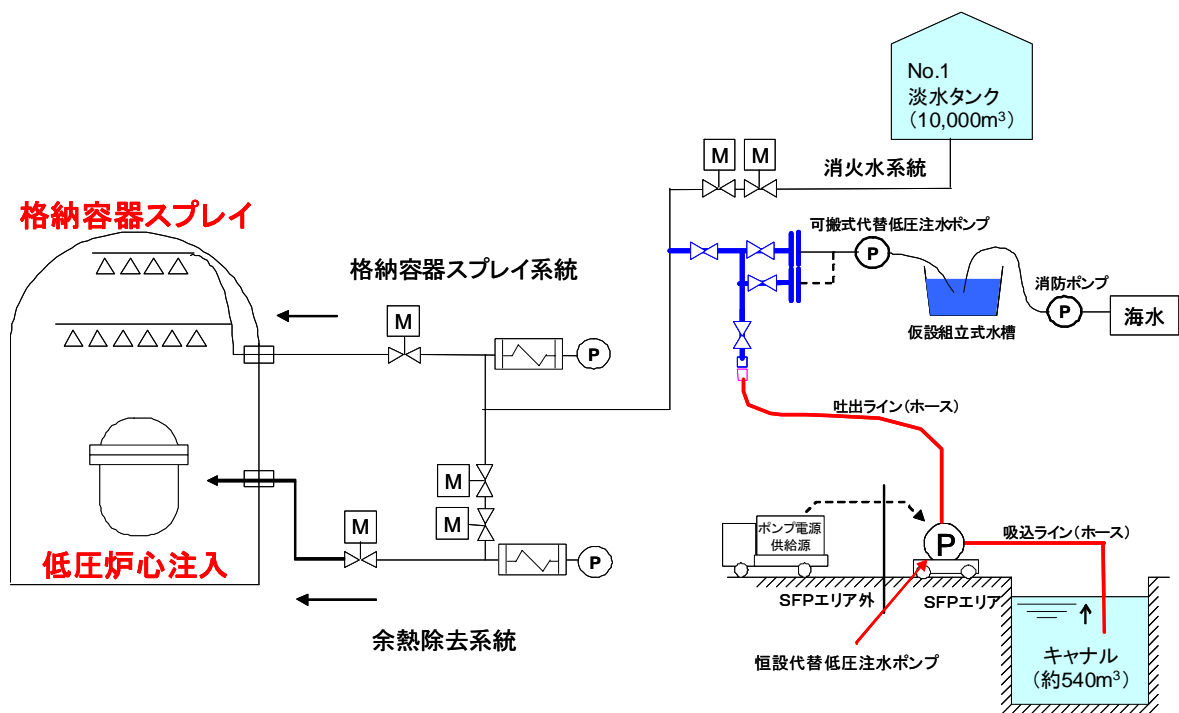 No.1
淡水タンク
（10,000m³）
M
M
消火水系統
格納容器スプレイ
可搬式代替低圧注水ポンプ
格納容器スプレイ系統
P
消防ポンプ
P
海水
仮設組立式水槽
M
P
吐出ライン（ホース）
M
M
ポンプ電源
供給源
P
吸込ライン（ホース）
M
P
低圧炉心注入
SFPエリア外
SFPエリア
余熱除去系統
恒設代替低圧注水ポンプ
キャナル
（約540m³）